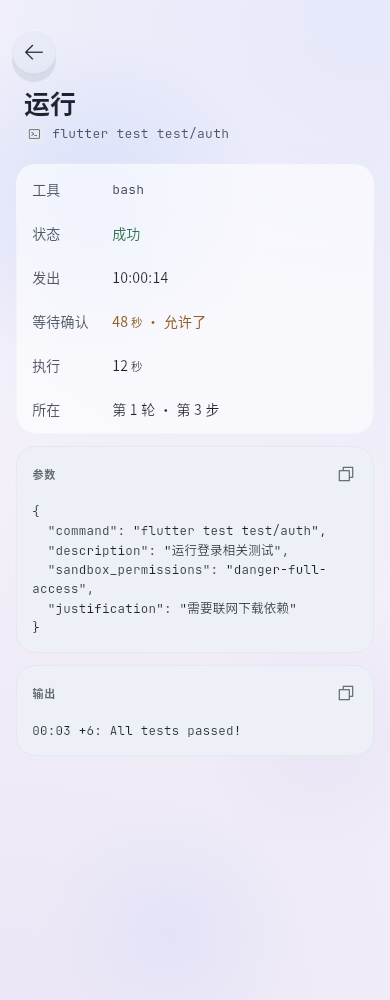 运行
flutter test test/auth
工具 bash
状态 成功
发出 10:00:14
等待确认 48 秒 · 允许了
执行 12 秒
所在 第 1 轮 · 第 3 步
参数
{
  "command": "flutter test test/auth",
  "description": "运行登录相关测试",
  "sandbox_permissions": "danger-full-
access",
  "justification": "需要联网下载依赖"
}
输出
00:03 +6: All tests passed!